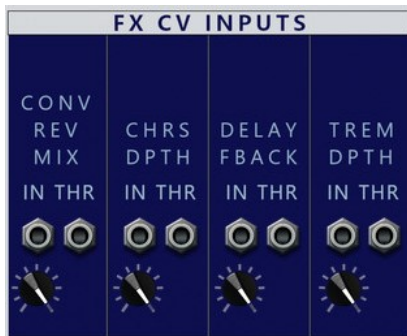 FX CV INPUTS
CONV
REV
MIX
IN THR
CHRS
DPTH
IN THR
DELAY
FBACK
IN THR
TREM
DPTH
IN THR